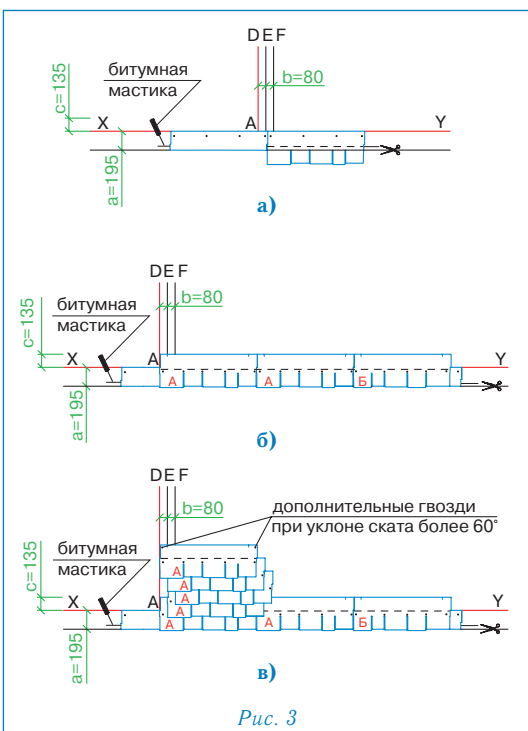 DEF
битумная
мастика
b=80
c=135
X
A
Y
a=195
а)
DEF
b=80
битумная
мастика
c=135
X
A
Y
a=195
А
А
Б
б)
DEF
b=80
дополнительные гвозди
при уклоне ската более 60°
битумная
мастика
c=135
X
A
Y
a=195
А
А
А
А
А
А
Б
в)
Рис. 3